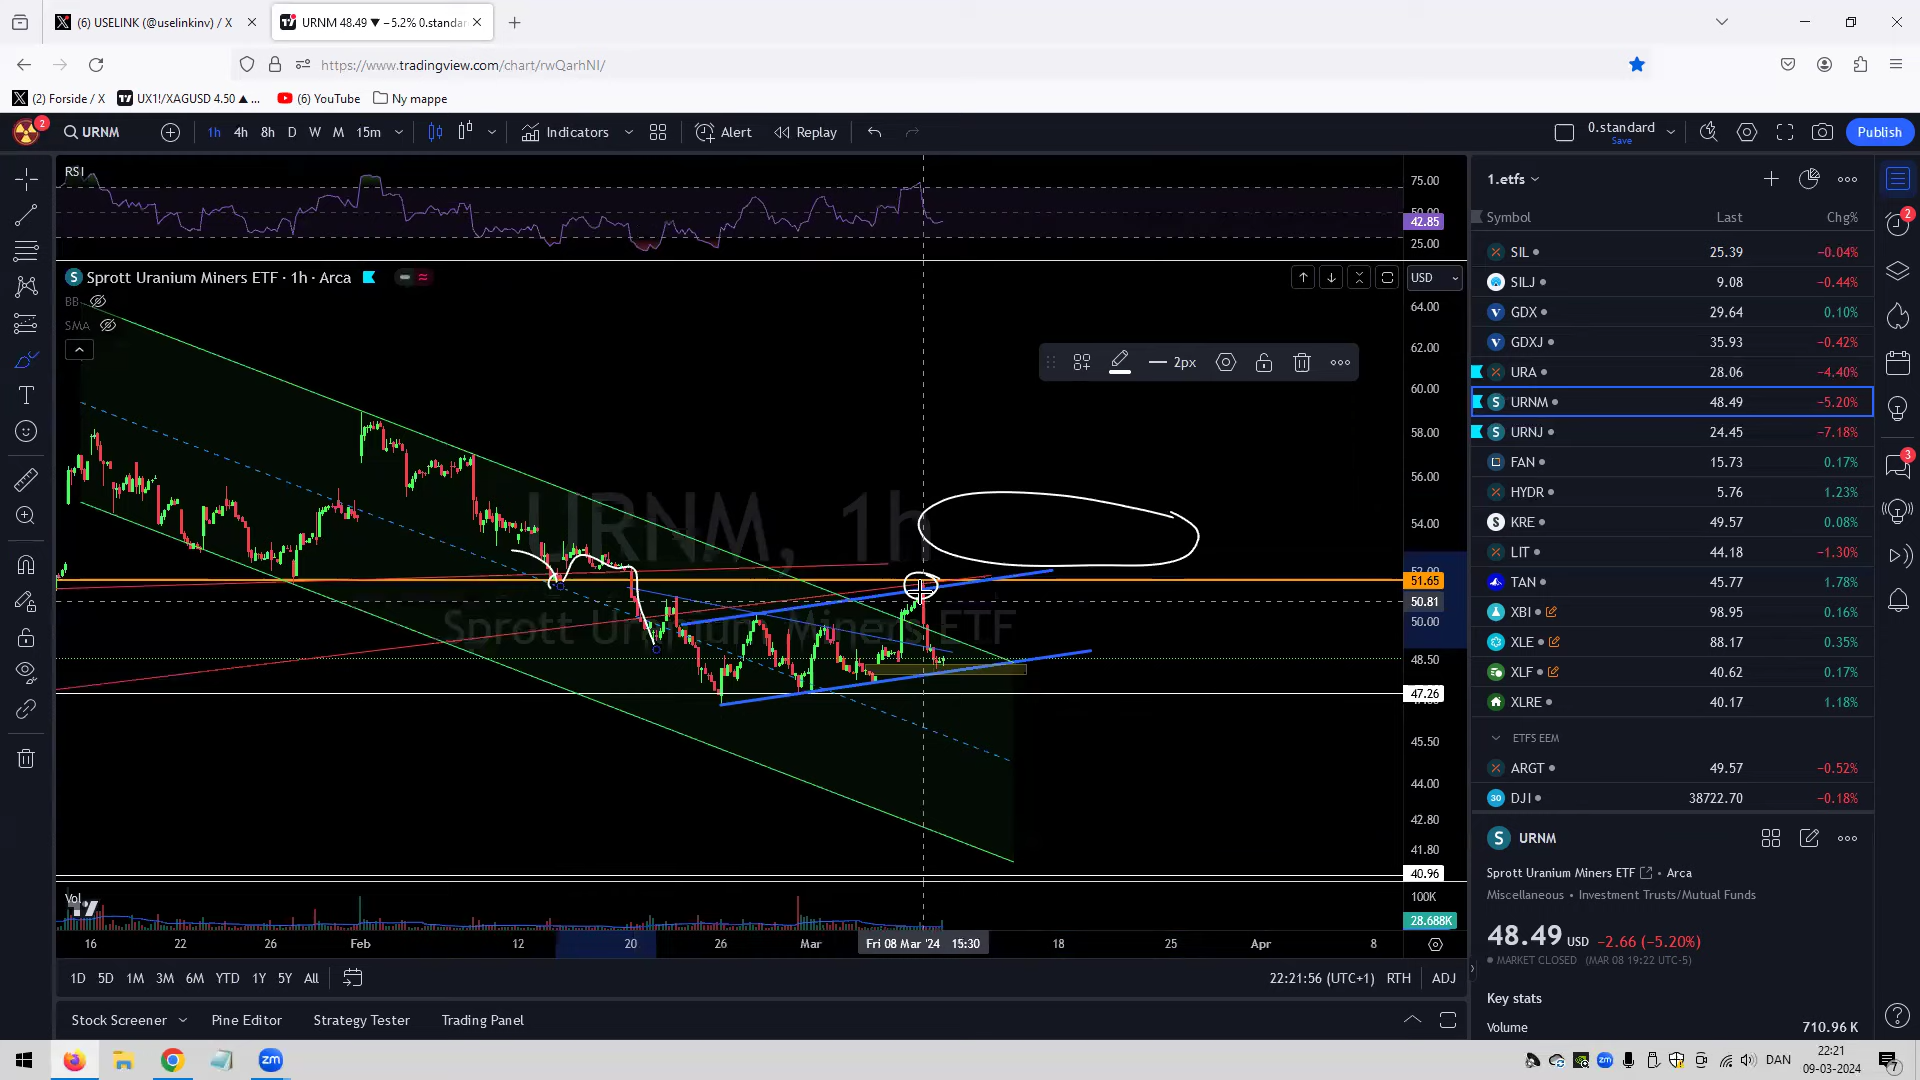 (6) USELINK (@uselinkinv) / X
URNM 48.49 ▼ −5.2% 0.standar
https://www.tradingview.com/chart/rwQarhNI/
(2) Forside / X
UX1!/XAGUSD 4.50 ▲ ...
(6) YouTube
Ny mappe
2
URNM
1h
4h
8h
D
W
M
15m
Indicators
Alert
Replay
0.standard
Save
Publish
RSI
75.00
50.00
42.85
25.00
Sprott Uranium Miners ETF · 1h · Arca
USD
BB
SMA
2px
URNM, 1h
Sprott Uranium Miners ETF
64.00
62.00
60.00
58.00
56.00
54.00
52.00
51.65
50.81
50.00
48.50
47.26
45.50
44.00
42.80
41.80
40.96
Vol
100K
28.688K
16
22
26
Feb
12
20
26
Mar
Fri 08 Mar '24 15:30
18
25
Apr
8
1D
5D
1M
3M
6M
YTD
1Y
5Y
All
22:21:56 (UTC+1)
RTH
ADJ
Stock Screener
Pine Editor
Strategy Tester
Trading Panel
1.etfs
Symbol Last Chg%
SIL 25.39 −0.04%
SILJ 9.08 −0.44%
GDX 29.64 0.10%
GDXJ 35.93 −0.42%
URA 28.06 −4.40%
URNM 48.49 −5.20%
URNJ 24.45 −7.18%
FAN 15.73 0.17%
HYDR 5.76 1.23%
KRE 49.57 0.08%
LIT 44.18 −1.30%
TAN 45.77 1.78%
XBI 98.95 0.16%
XLE 88.17 0.35%
XLF 40.62 0.17%
XLRE 40.17 1.18%
ETFS EEM
ARGT 49.57 −0.52%
DJI 38722.70 −0.18%
URNM
Sprott Uranium Miners ETF • Arca
Miscellaneous • Investment Trusts/Mutual Funds
48.49 USD −2.66 (−5.20%)
MARKET CLOSED (MAR 08 19:22 UTC-5)
Key stats
Volume 710.96 K
2
3
zm
DAN
22:21
09-03-2024
7